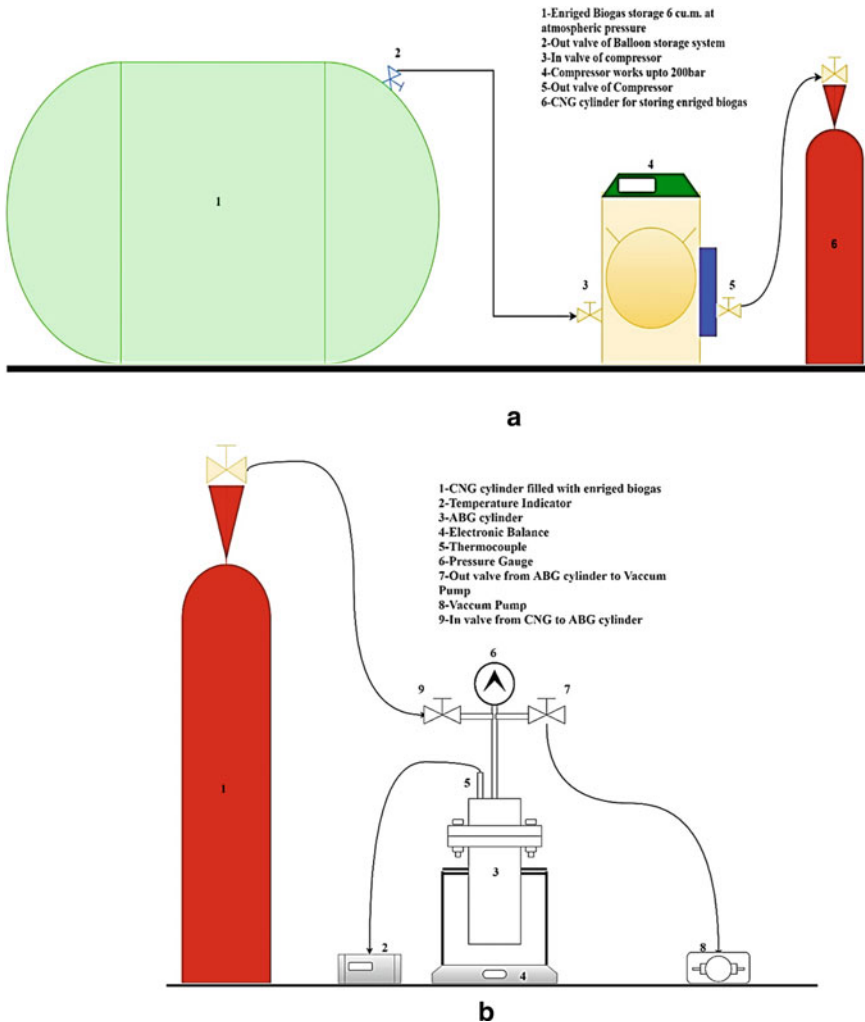 1-Enriged Biogas storage 6 cu.m. at
atmospheric pressure
2-Out valve of Balloon storage system
3-In valve of compressor
4-Compressor works upto 200bar
5-Out valve of Compressor
6-CNG cylinder for storing enriged biogas
2
1
4
3
5
6
a
1-CNG cylinder filled with enriged biogas
2-Temperature Indicator
3-ABG cylinder
4-Electronic Balance
5-Thermocouple
6-Pressure Gauge
7-Out valve from ABG cylinder to Vaccum
Pump
8-Vaccum Pump
9-In valve from CNG to ABG cylinder
6
9
7
5
1
3
2
4
8
b